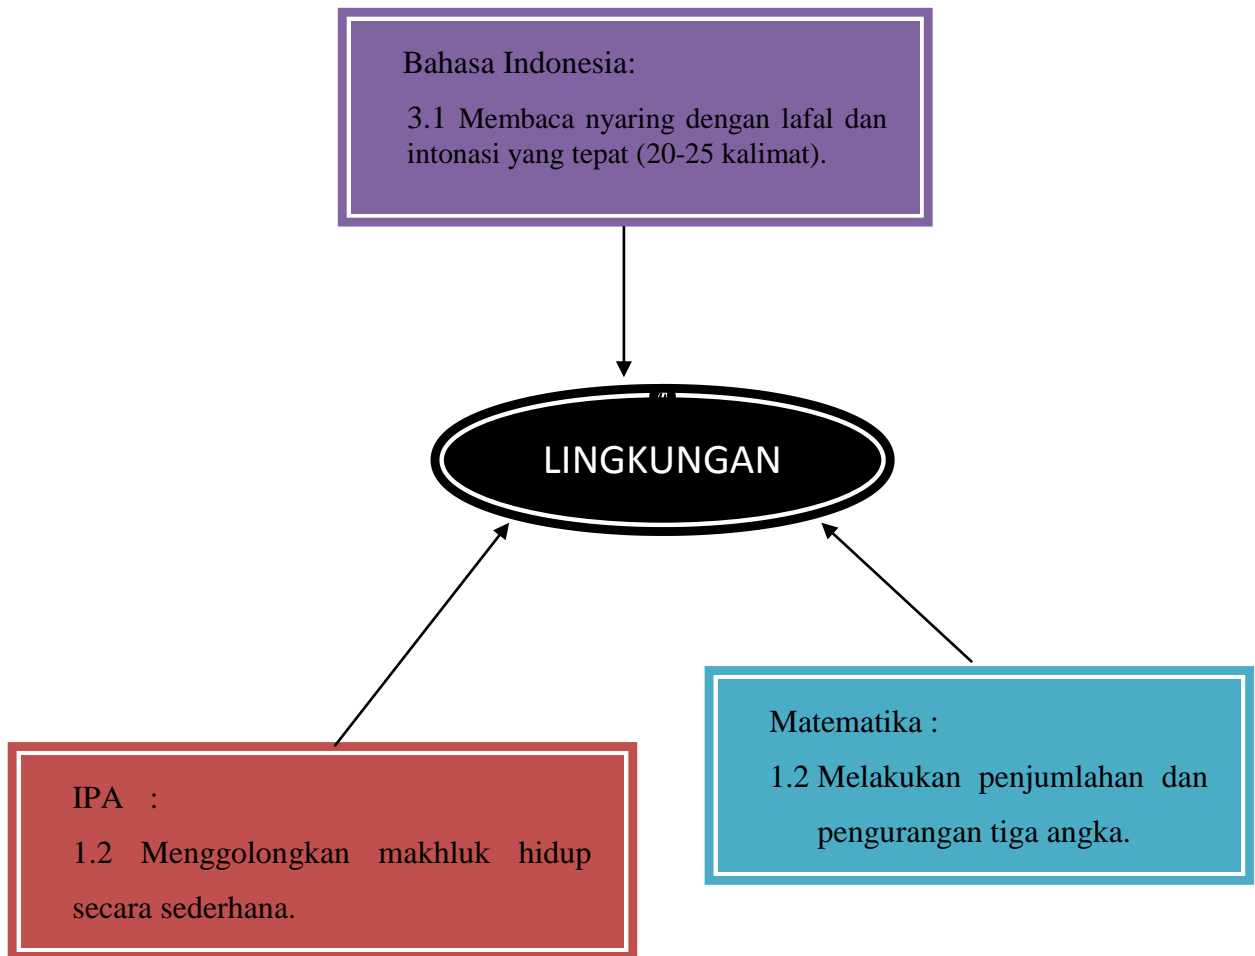 Bahasa Indonesia:
3.1 Membaca nyaring dengan lafal dan
intonasi yang tepat (20-25 kalimat).
LINGKUNGAN
Matematika :
1.2 Melakukan penjumlahan dan
pengurangan tiga angka.
IPA :
1.2 Menggolongkan makhluk hidup
secara sederhana.